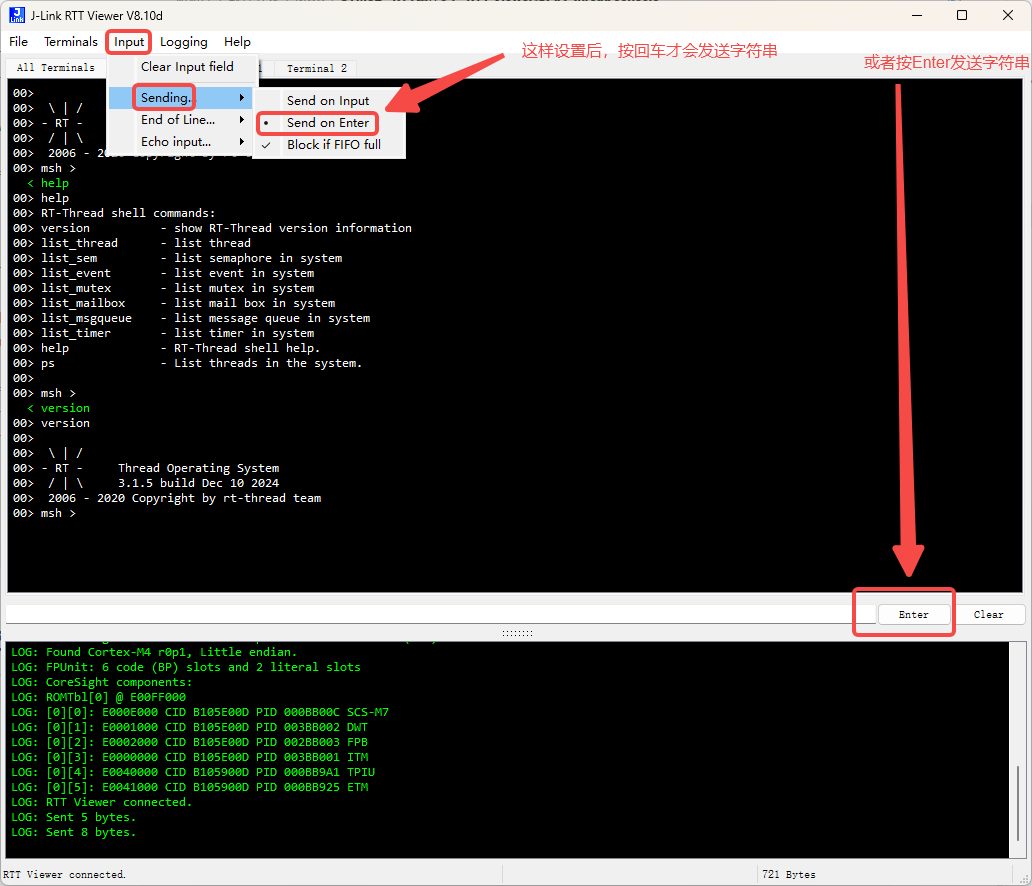 J-Link RTT Viewer V8.10d
File Terminals Input Logging Help
这样设置后，按回车才会发送字符串
或者按Enter发送字符串
All Terminals
Terminal 2
Clear Input field
Sending...
End of Line...
Echo input...
Send on Input
Send on Enter
Block if FIFO full
00>
00>  \ | /
00> - RT -
00>  / | \
00>  2006 -
00> msh >
< help
00> help
00> RT-Thread shell commands:
00> version          - show RT-Thread version information
00> list_thread      - list thread
00> list_sem         - list semaphore in system
00> list_event       - list event in system
00> list_mutex       - list mutex in system
00> list_mailbox     - list mail box in system
00> list_msgqueue    - list message queue in system
00> list_timer       - list timer in system
00> help             - RT-Thread shell help.
00> ps               - List threads in the system.
00>
00> msh >
< version
00> version
00>
00>  \ | /
00> - RT -     Thread Operating System
00>  / | \     3.1.5 build Dec 10 2024
00>  2006 - 2020 Copyright by rt-thread team
00> msh >
Enter
Clear
LOG: Found Cortex-M4 r0p1, Little endian.
LOG: FPUnit: 6 code (BP) slots and 2 literal slots
LOG: CoreSight components:
LOG: ROMTbl[0] @ E00FF000
LOG: [0][0]: E000E000 CID B105E00D PID 000BB00C SCS-M7
LOG: [0][1]: E0001000 CID B105E00D PID 003BB002 DWT
LOG: [0][2]: E0002000 CID B105E00D PID 002BB003 FPB
LOG: [0][3]: E0000000 CID B105E00D PID 003BB001 ITM
LOG: [0][4]: E0040000 CID B105900D PID 000BB9A1 TPIU
LOG: [0][5]: E0041000 CID B105900D PID 000BB925 ETM
LOG: RTT Viewer connected.
LOG: Sent 5 bytes.
LOG: Sent 8 bytes.
RTT Viewer connected.
721 Bytes